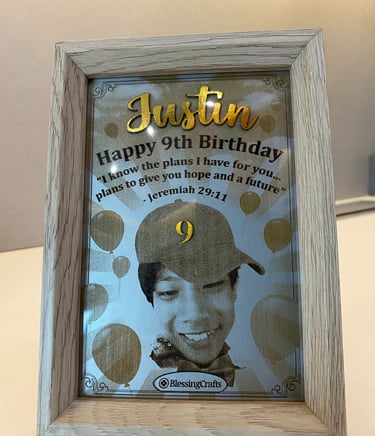 Justin
Happy 9th Birthday
"I know the plans I have for you...
plans to give you hope and a future"
- Jeremiah 29:11
9
BlessingCrafts